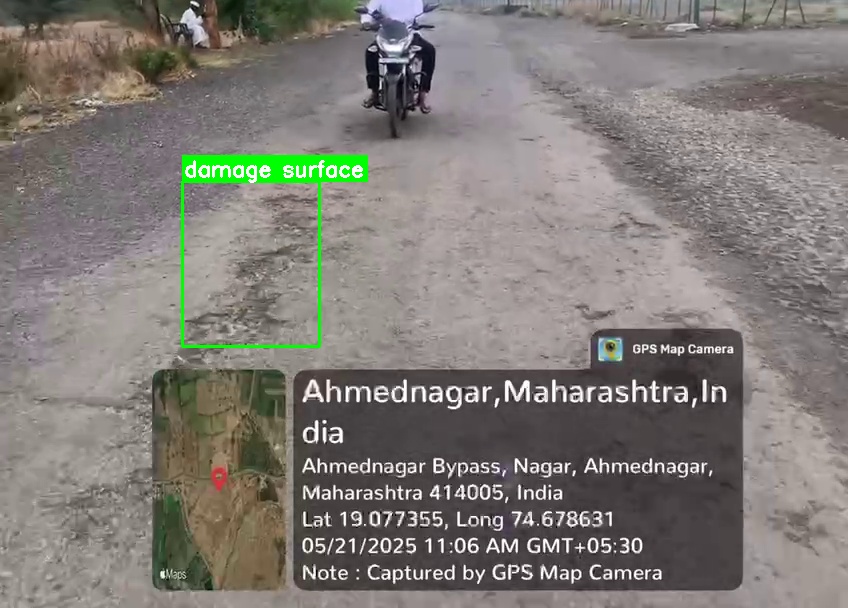 damage surface
GPS Map Camera
Ahmednagar,Maharashtra,In
dia
Ahmednagar Bypass, Nagar, Ahmednagar,
Maharashtra 414005, India
Lat 19.077355, Long 74.678631
05/21/2025 11:06 AM GMT+05:30
Note : Captured by GPS Map Camera
Maps